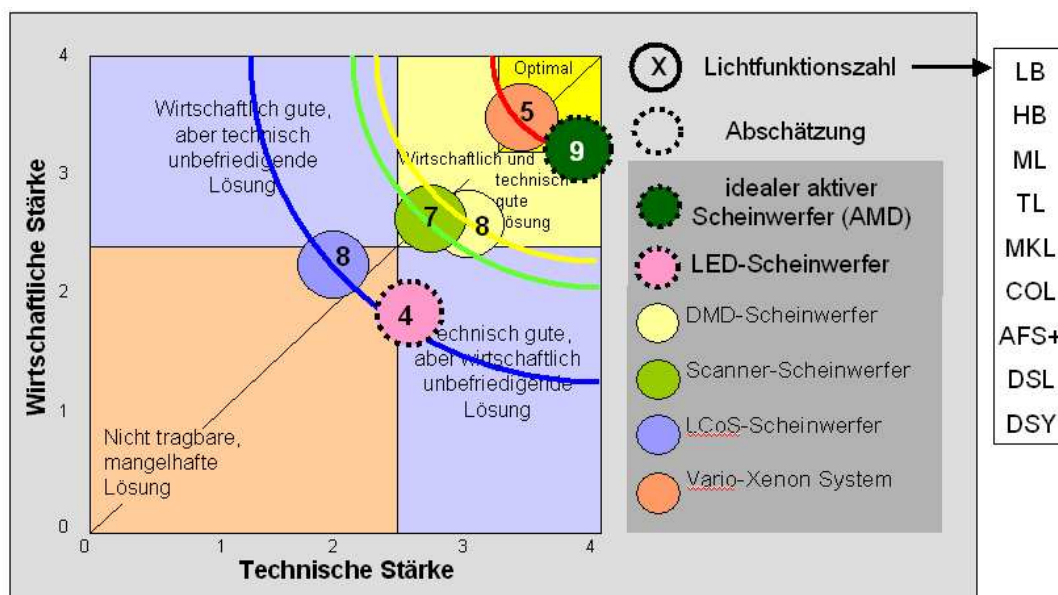 4
3
2
1
0
0
1
2
3
4
Wirtschaftliche Stärke
Technische Stärke
Wirtschaftlich gute,
aber technisch
unbefriedigende
Lösung
Optimal
5
9
Wirtschaftlich und
technisch
gute
Lösung
7
8
8
4
Technisch gute,
aber wirtschaftlich
unbefriedigende
Lösung
Nicht tragbare,
mangelhafte
Lösung
X Lichtfunktionszahl
Abschätzung
idealer aktiver
Scheinwerfer (AMD)
LED-Scheinwerfer
DMD-Scheinwerfer
Scanner-Scheinwerfer
LCoS-Scheinwerfer
Vario-Xenon System
LB
HB
ML
TL
MKL
COL
AFS+
DSL
DSY